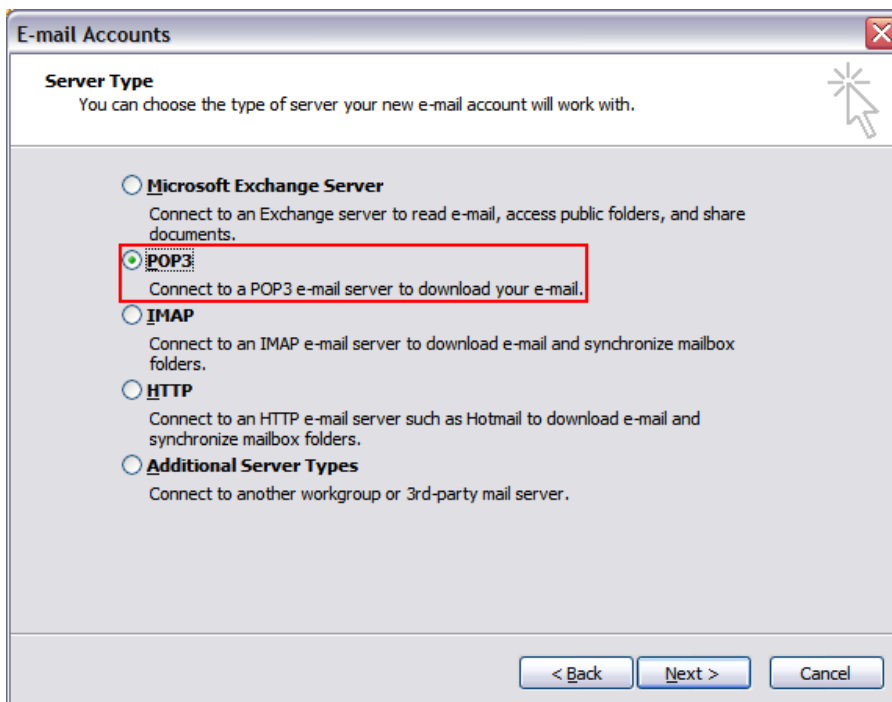 E-mail Accounts
Server Type
You can choose the type of server your new e-mail account will work with.
Microsoft Exchange Server
Connect to an Exchange server to read e-mail, access public folders, and share
documents.
POP3
Connect to a POP3 e-mail server to download your e-mail.
IMAP
Connect to an IMAP e-mail server to download e-mail and synchronize mailbox
folders.
HTTP
Connect to an HTTP e-mail server such as Hotmail to download e-mail and
synchronize mailbox folders.
Additional Server Types
Connect to another workgroup or 3rd-party mail server.
< Back Next > Cancel